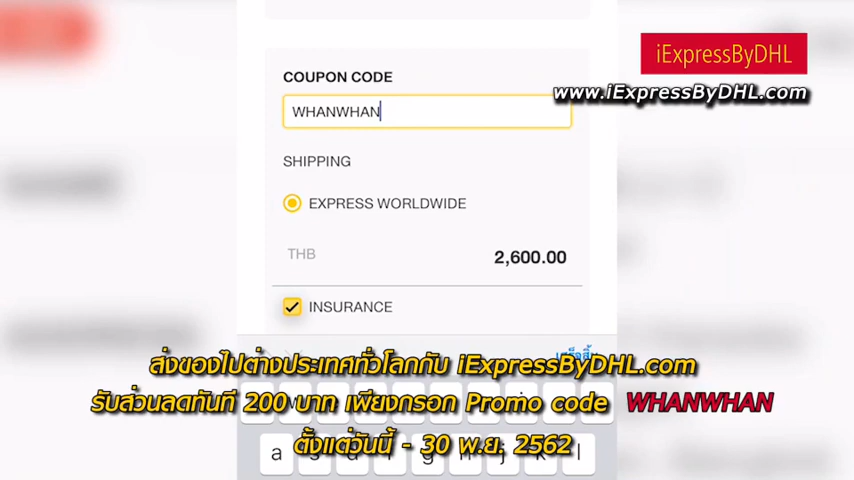 iExpressByDHL
www.iExpressByDHL.com
COUPON CODE
WHANWHAN
SHIPPING
EXPRESS WORLDWIDE
THB 2,600.00
INSURANCE
ส่งของไปต่างประเทศทั่วโลกกับ iExpressByDHL.com
รับส่วนลดทันที 200 บาท เพียงกรอก Promo code WHANWHAN
ตั้งแต่วันนี้ - 30 พ.ย. 2562